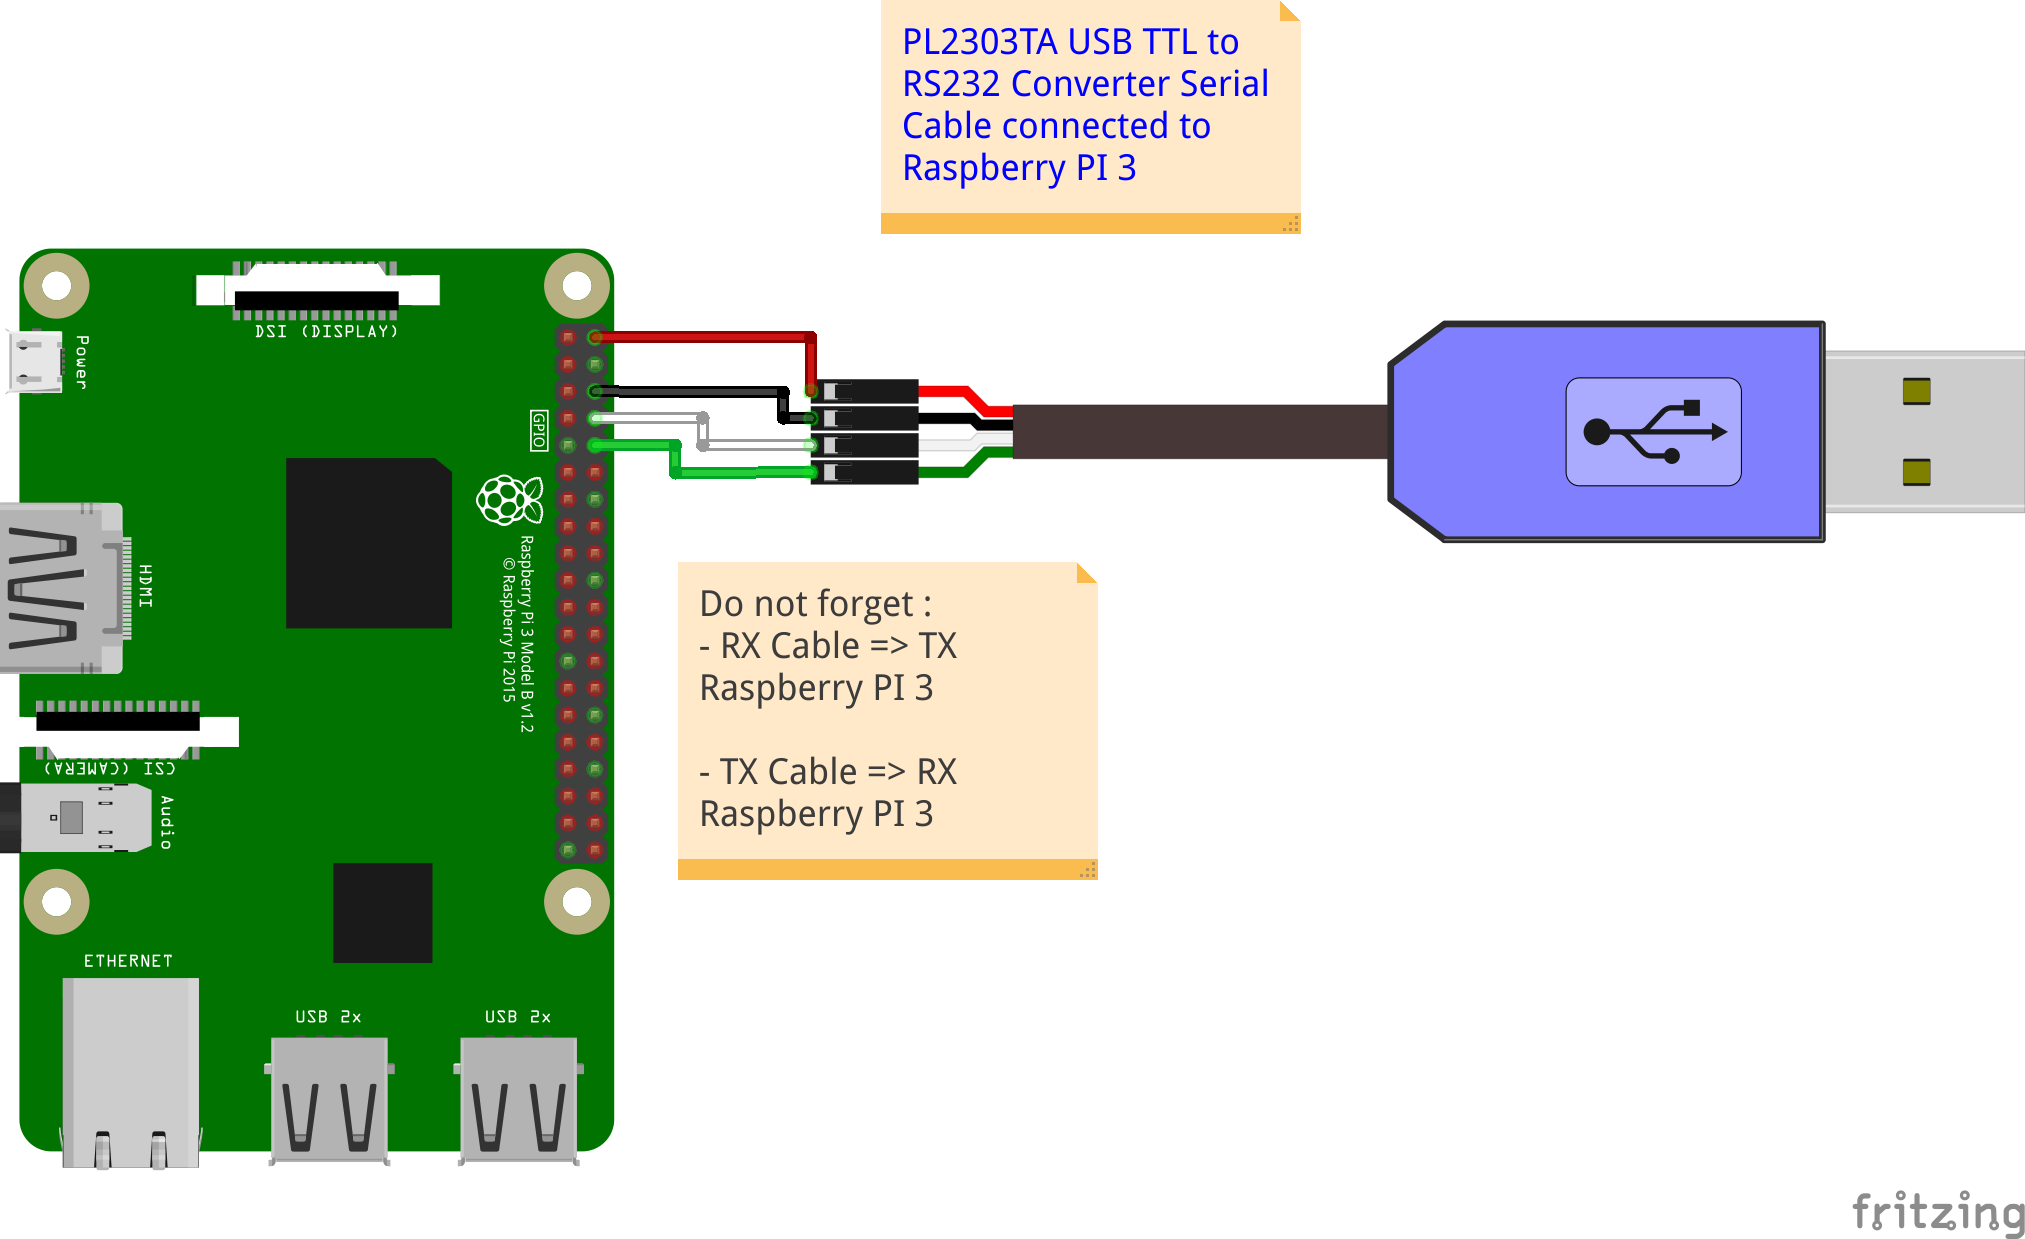 PL2303TA USB TTL to
RS232 Converter Serial
Cable connected to
Raspberry PI 3
DSI (DISPLAY)
Power
GPIO
HDMI
Raspberry Pi 3 Model B v1.2
© Raspberry Pi 2015
Do not forget :
- RX Cable => TX
Raspberry PI 3
- TX Cable => RX
Raspberry PI 3
CSI (CAMERA)
Audio
ETHERNET
USB 2x
USB 2x
fritzing